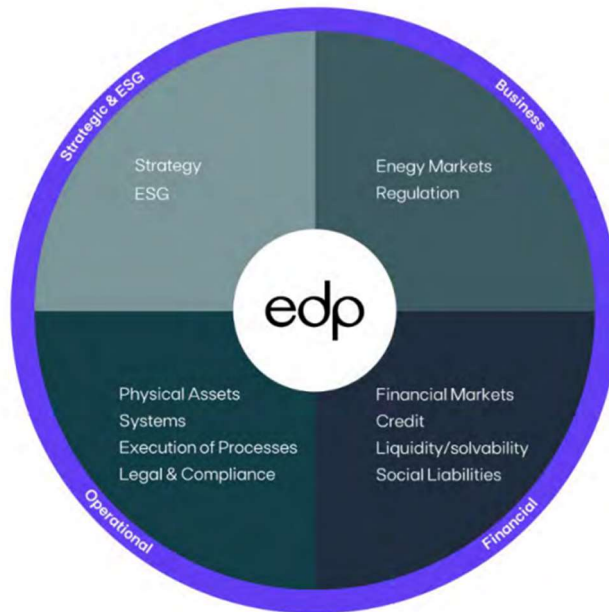 Strategic & ESG
Business
Strategy
ESG
Enegy Markets
Regulation
edp
Physical Assets
Systems
Execution of Processes
Legal & Compliance
Financial Markets
Credit
Liquidity/solvability
Social Liabilities
Operational
Financial